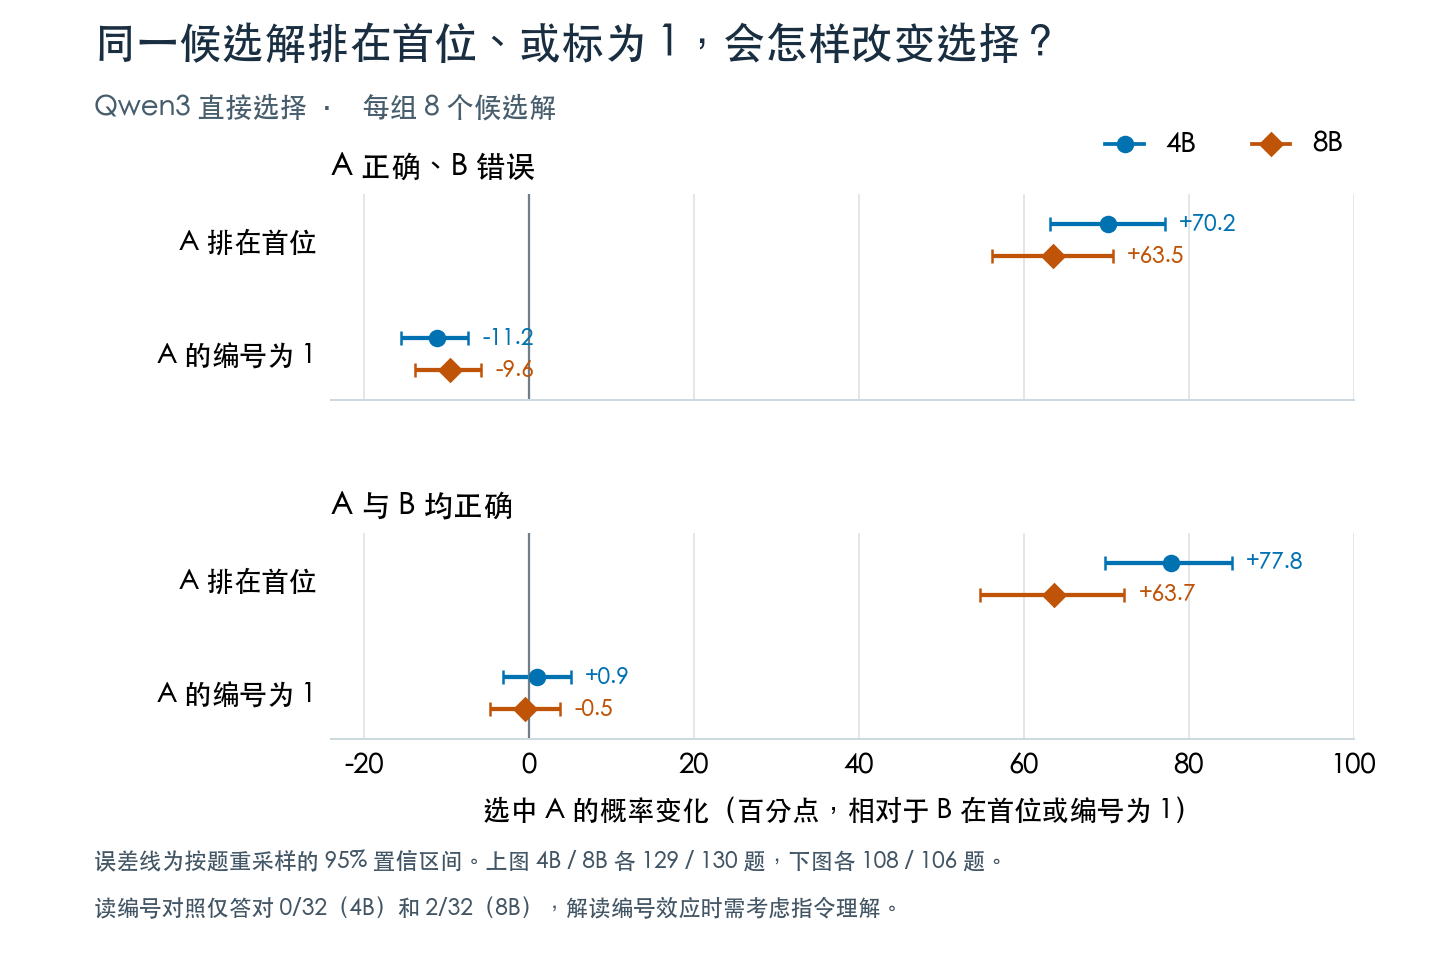 同一候选解排在首位、或标为 1，会怎样改变选择？
Qwen3 直接选择 · 每组 8 个候选解
4B
8B
A 正确、B 错误
A 排在首位
+70.2
+63.5
A 的编号为 1
-11.2
-9.6
A 与 B 均正确
A 排在首位
+77.8
+63.7
A 的编号为 1
+0.9
-0.5
-20
0
20
40
60
80
100
选中 A 的概率变化（百分点，相对于 B 在首位或编号为 1）
误差线为按题重采样的 95% 置信区间。上图 4B / 8B 各 129 / 130 题，下图各 108 / 106 题。
读编号对照仅答对 0/32（4B）和 2/32（8B），解读编号效应时需考虑指令理解。